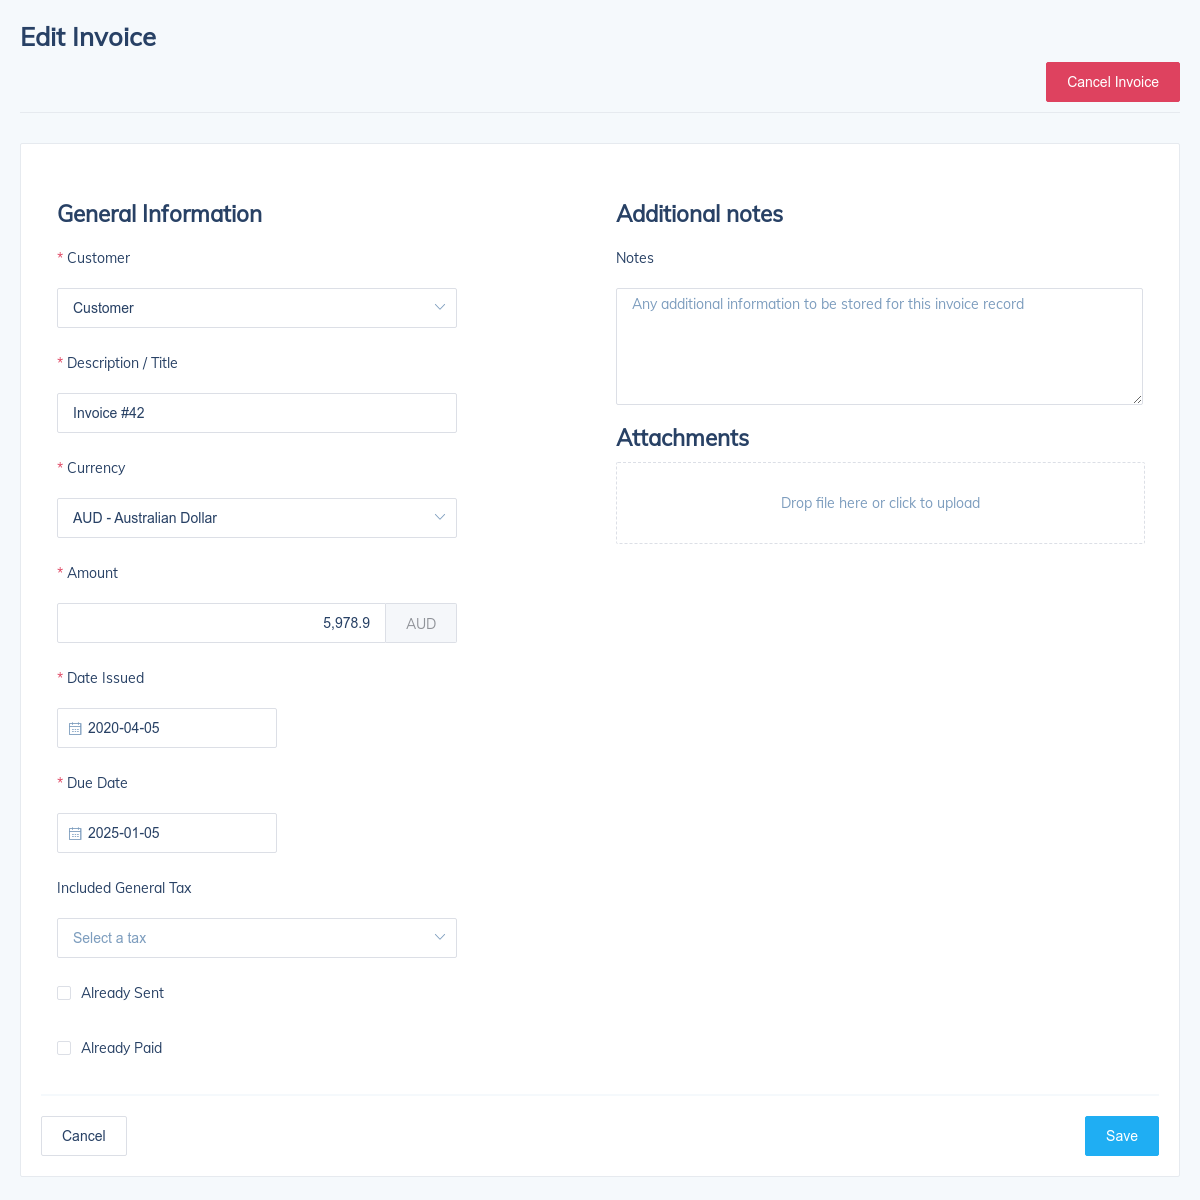 Edit Invoice
Cancel Invoice
General Information
* Customer
Customer
* Description / Title
Invoice #42
* Currency
AUD - Australian Dollar
* Amount
5,978.9 AUD
* Date Issued
2020-04-05
* Due Date
2025-01-05
Included General Tax
Select a tax
Already Sent
Already Paid
Additional notes
Notes
Any additional information to be stored for this invoice record
Attachments
Drop file here or click to upload
Cancel
Save